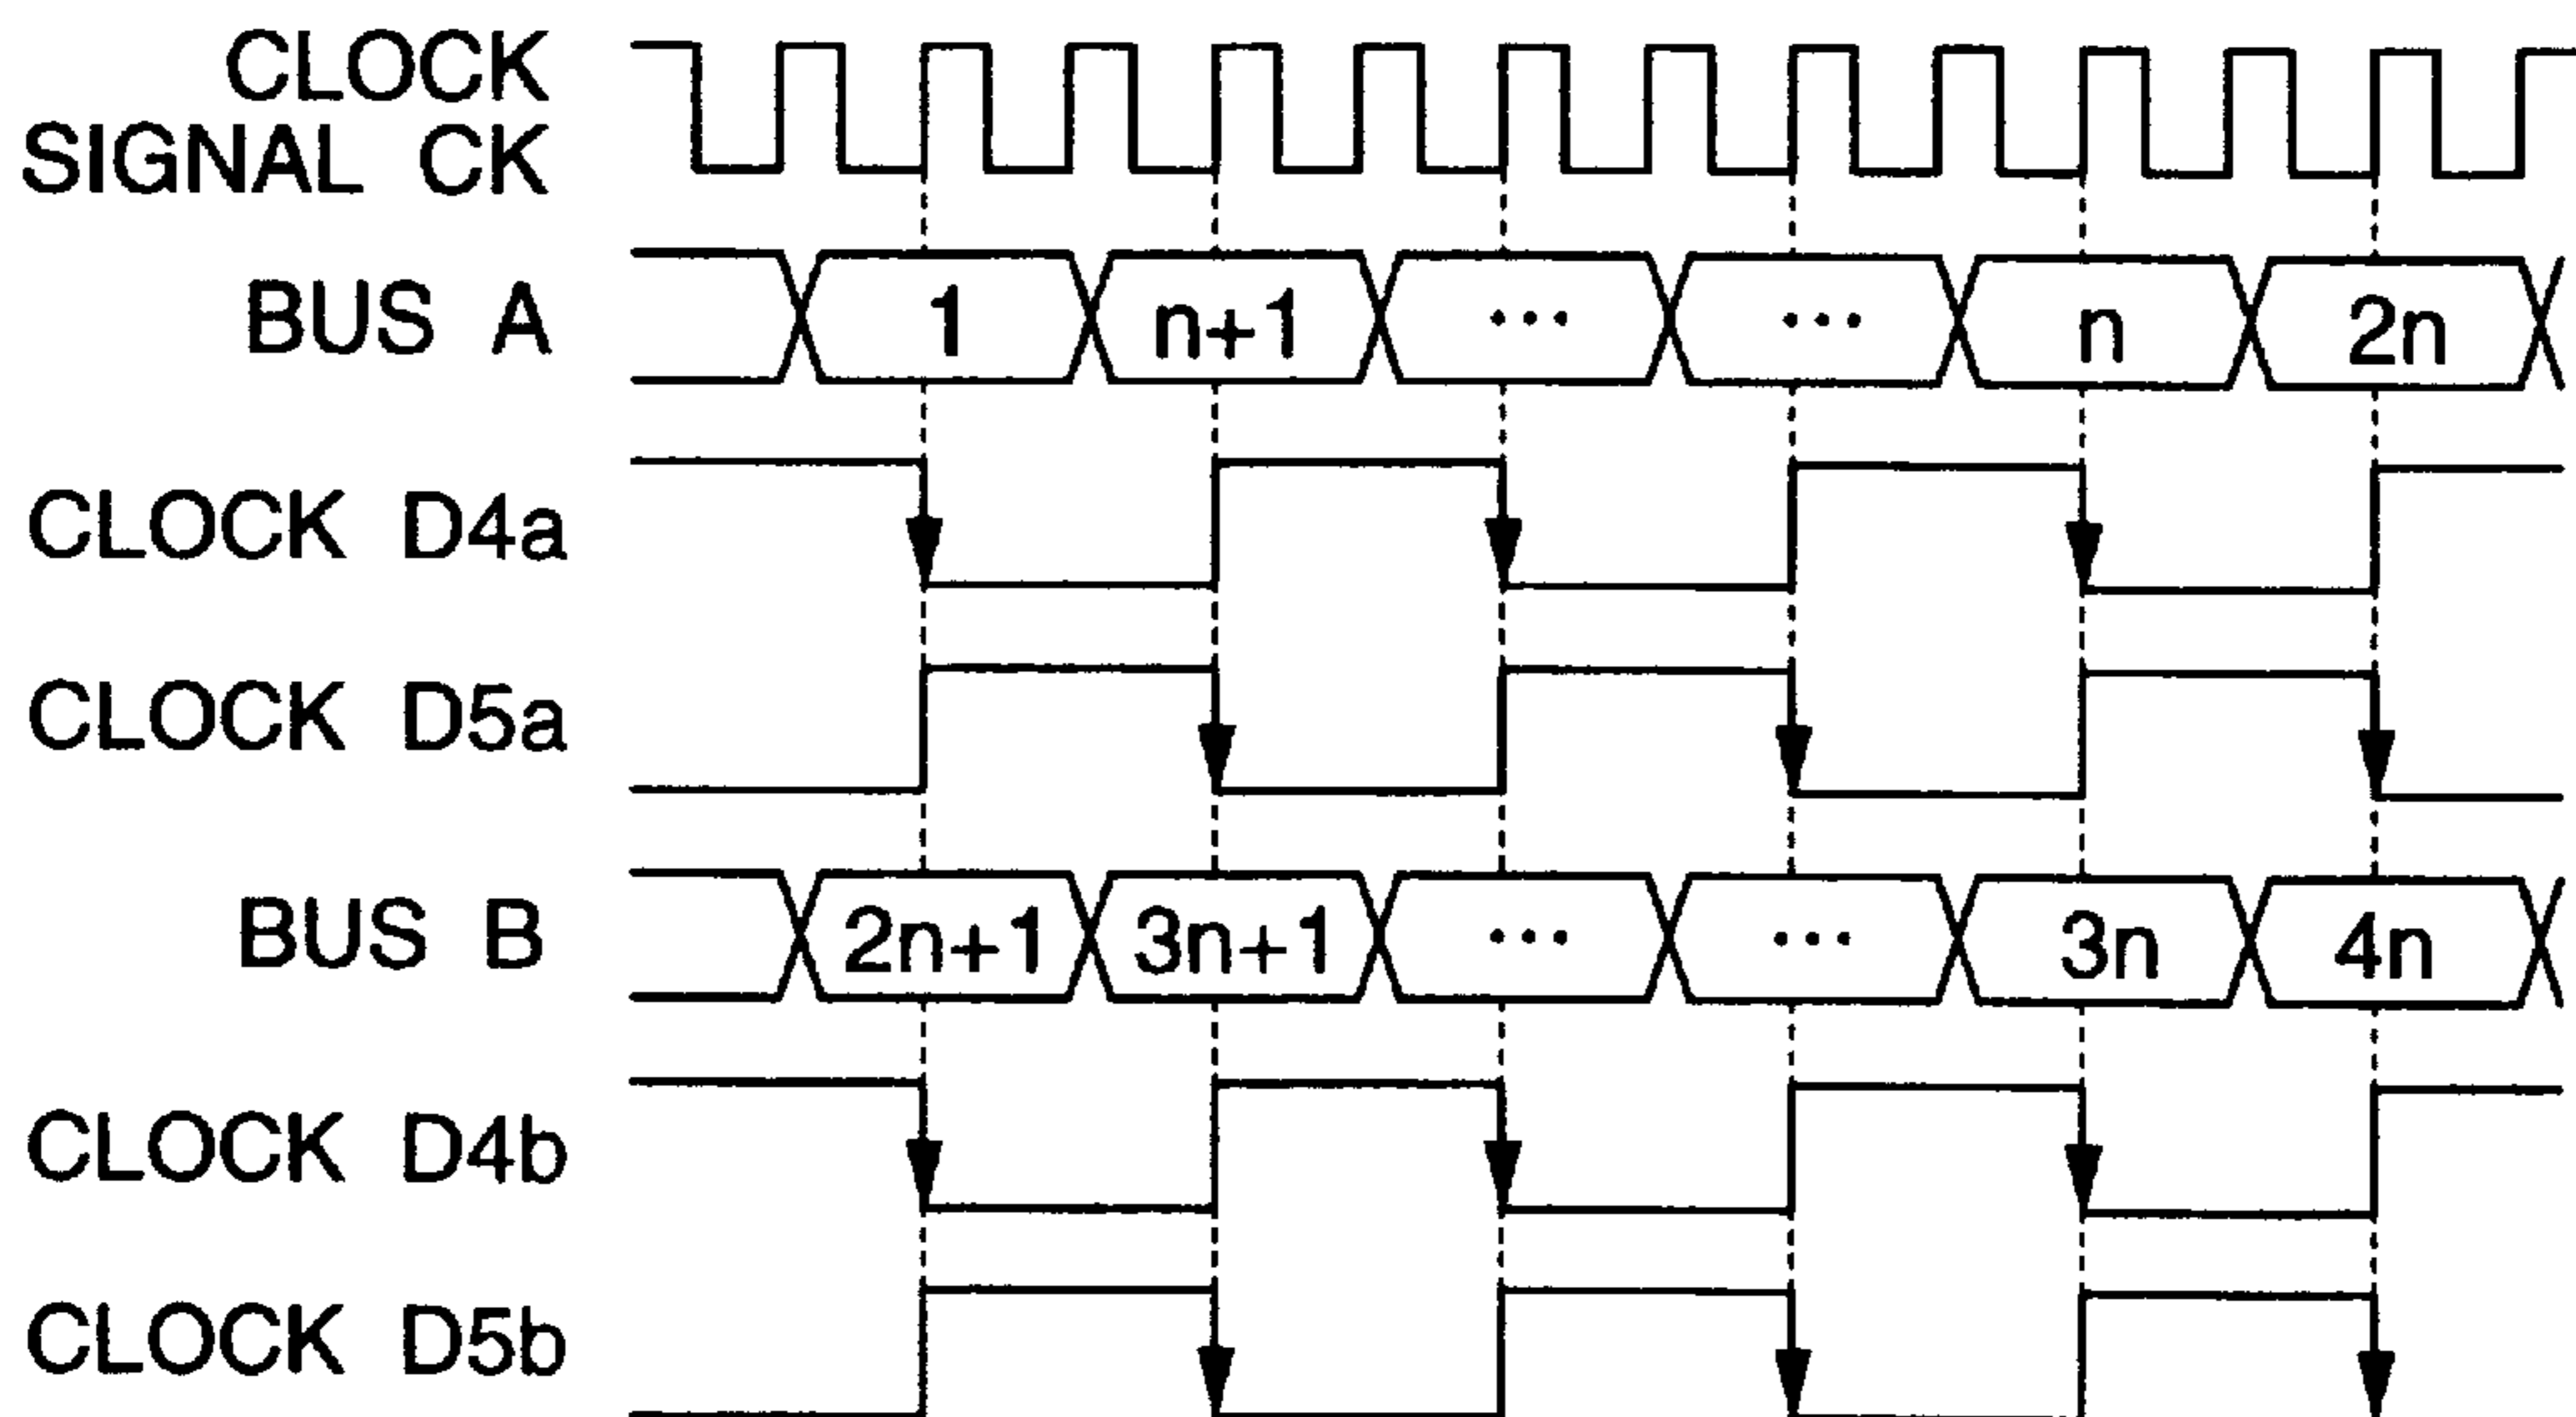 CLOCK
SIGNAL CK
BUS A 1 n+1 ... ... n 2n
CLOCK D4a
CLOCK D5a
BUS B 2n+1 3n+1 ... ... 3n 4n
CLOCK D4b
CLOCK D5b